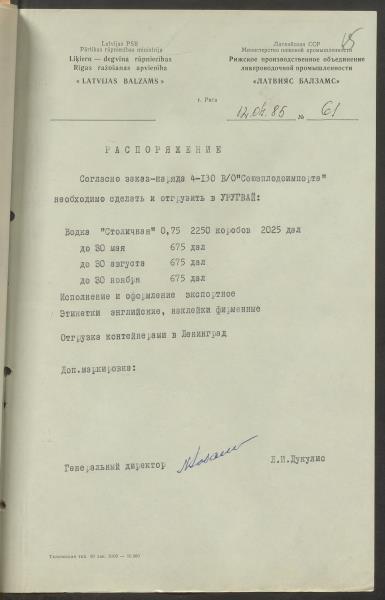 Latvijas PSR
Pārtikas rūpniecības ministrija
Liķieru — degvīna rūpniecības
Rīgas ražošanas apvienība
« LATVIJAS BALZAMS »
Латвийская ССР
Министерство пищевой промышленности
Рижское производственное объединение
ликероводочной промышленности
«ЛАТВИЯС БАЛЗАМС»
г. Рига
12.04.85 № 61
РАСПОРЯЖЕНИЕ
Согласно заказ-наряда 4-130 В/О"Союзплодоимпорта"
необходимо сделать и отгрузить в УРУГВАЙ:
Водка "Столичная" 0,75 2250 коробов 2025 дал
до 30 мая 675 дал
до 30 августа 675 дал
до 30 ноября 675 дал
Исполнение и оформление экспортное
Этикетки английские, наклейки фирменные
Отгрузка контейнерами в Ленинград
Доп.маркировка:
Генеральный директор